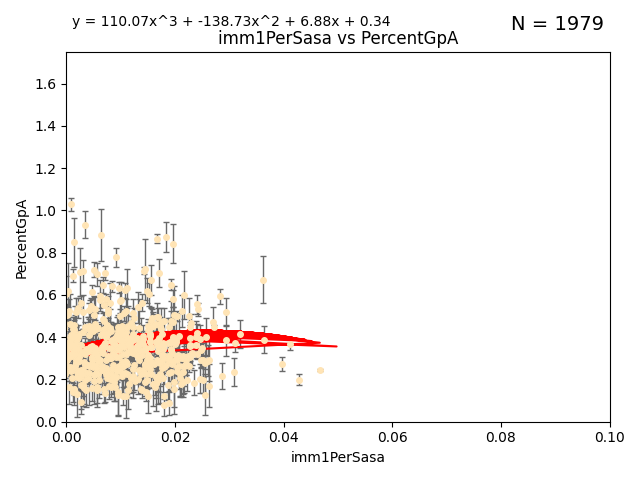 y = 110.07x^3 + -138.73x^2 + 6.88x + 0.34
N = 1979
imm1PerSasa vs PercentGpA
PercentGpA
1.6
1.4
1.2
1.0
0.8
0.6
0.4
0.2
0.0
0.00 0.02 0.04 0.06 0.08 0.10
imm1PerSasa